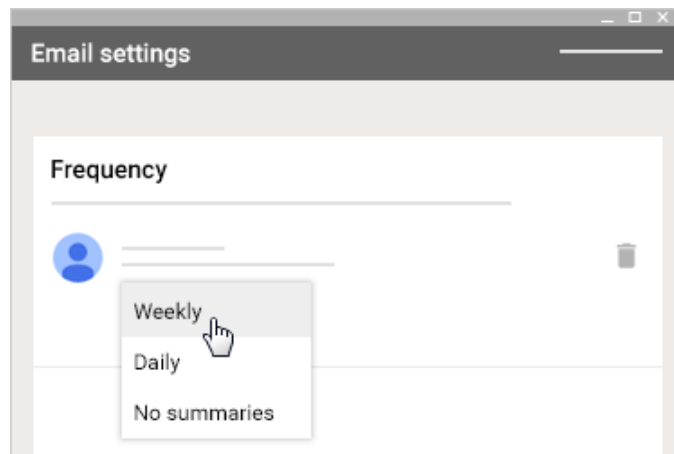 Email settings
Frequency
Weekly
Daily
No summaries